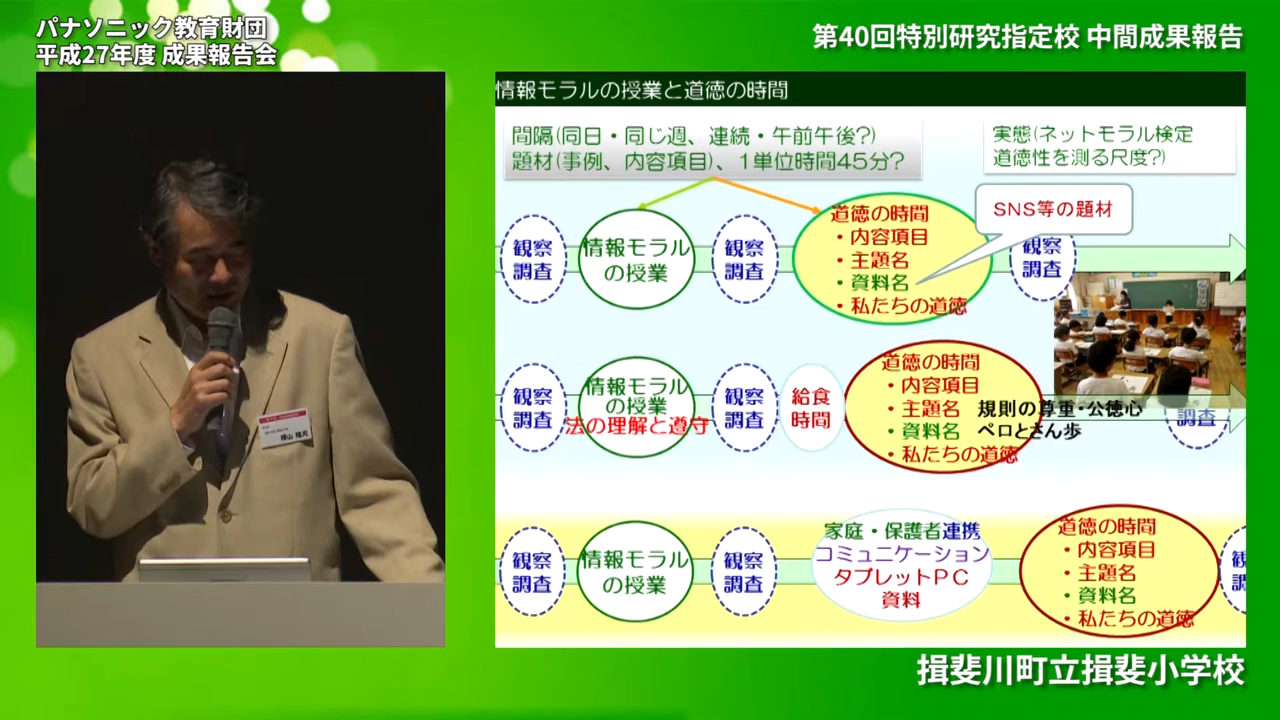 パナソニック教育財団
平成27年度 成果報告会
第40回特別研究指定校 中間成果報告
情報モラルの授業と道徳の時間
間隔(同日・同じ週、連続・午前午後?)
題材(事例、内容項目)、1単位時間45分?
実態(ネットモラル検定
道徳性を測る尺度?)
SNS等の題材
観察
調査
情報モラル
の授業
観察
調査
道徳の時間
・内容項目
・主題名
・資料名
・私たちの道徳
観察
調査
観察
調査
情報モラル
の授業
法の理解と遵守
観察
調査
給食
時間
道徳の時間
・内容項目
・主題名 規則の尊重・公徳心
・資料名 ペロとさん歩
・私たちの道徳
調査
観察
調査
情報モラル
の授業
観察
調査
家庭・保護者連携
コミュニケーション
タブレットPC
資料
道徳の時間
・内容項目
・主題名
・資料名
・私たちの道徳
揖斐川町立揖斐小学校